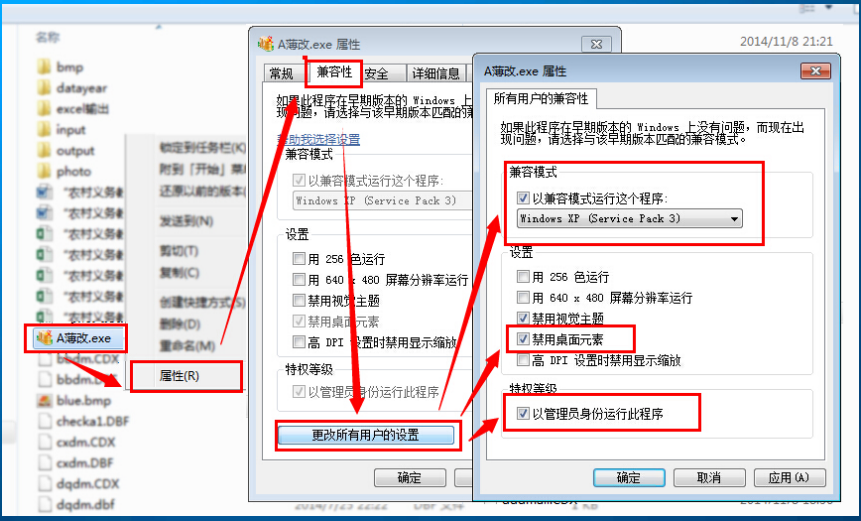 名称
2014/11/8 21:21
bmp
datayear
excel输出
input
output
photo
"农村义务
"农村义务
"农村义务
"农村义务
"农村义务
"农村义务
"农村义务
A薄改.exe
bbdm.CDX
bbdm.
blue.bmp
checka1.DBF
cxdm.CDX
cxdm.DBF
dqdm.CDX
dqdm.dbf
锁定到任务栏(K)
附到「开始」菜
还原以前的版本(
发送到(N)
剪切(T)
复制(C)
创建快捷方式(S)
删除(D)
重命名(M)
属性(R)
A薄改.exe 属性
常规 兼容性 安全 详细信息
如果此程序在早期版本的 Windows 上
现问题，请选择与该早期版本匹配的兼
帮助我选择设置
兼容模式
以兼容模式运行这个程序:
Windows XP (Service Pack 3)
设置
用 256 色运行
用 640 x 480 屏幕分辨率运行
禁用视觉主题
禁用桌面元素
高 DPI 设置时禁用显示缩放
特权等级
以管理员身份运行此程序
更改所有用户的设置
确定
A薄改.exe 属性
所有用户的兼容性
如果此程序在早期版本的 Windows 上没有问题，而现在出
现问题，请选择与该早期版本匹配的兼容模式。
兼容模式
以兼容模式运行这个程序:
Windows XP (Service Pack 3)
设置
用 256 色运行
用 640 x 480 屏幕分辨率运行
禁用视觉主题
禁用桌面元素
高 DPI 设置时禁用显示缩放
特权等级
以管理员身份运行此程序
确定 取消 应用(A)
2014/7/25 22:22 DBF 文件